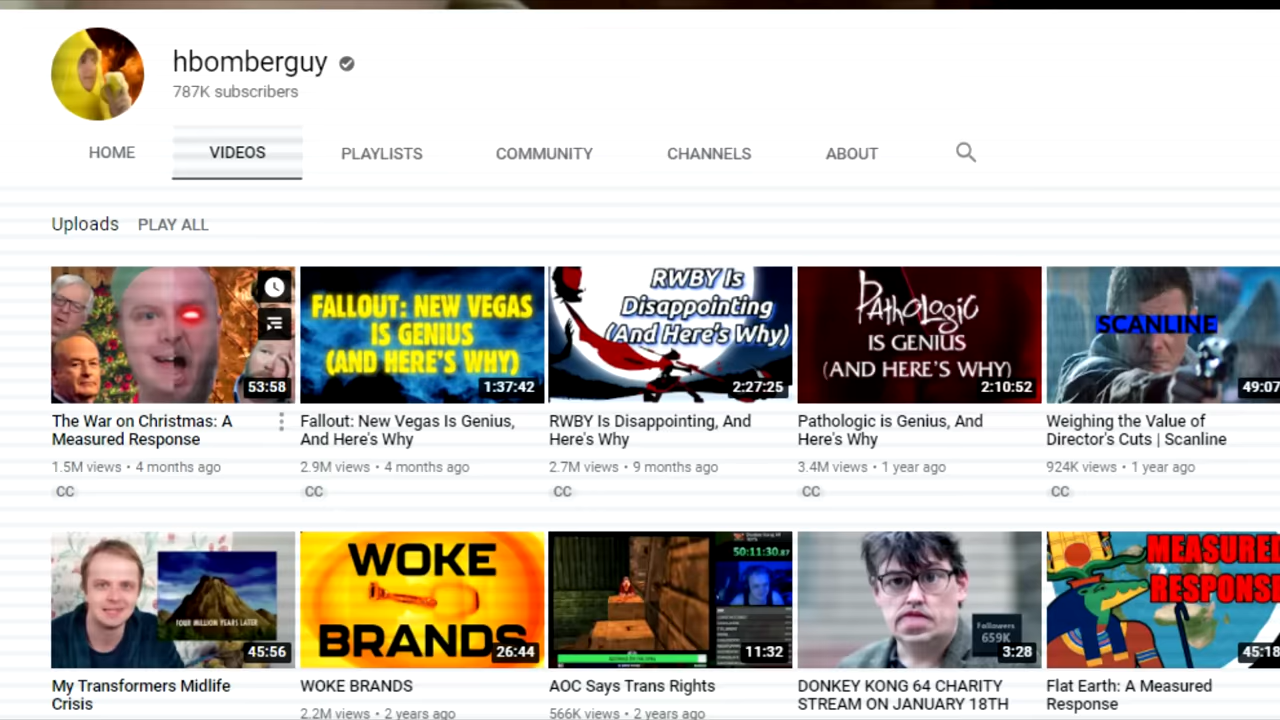 hbomberguy
787K subscribers
HOME VIDEOS PLAYLISTS COMMUNITY CHANNELS ABOUT
Uploads PLAY ALL
53:58
The War on Christmas: A
Measured Response
1.5M views • 4 months ago
CC
FALLOUT: NEW VEGAS
IS GENIUS
(AND HERE'S WHY)
1:37:42
Fallout: New Vegas Is Genius,
And Here's Why
2.9M views • 4 months ago
CC
RWBY Is
Disappointing
(And Here's Why)
2:27:25
RWBY Is Disappointing, And
Here's Why
2.7M views • 9 months ago
CC
PATHOLOGIC
IS GENIUS
(AND HERE'S WHY)
2:10:52
Pathologic is Genius, And
Here's Why
3.4M views • 1 year ago
CC
SCANLINE
49:07
Weighing the Value of
Director's Cuts | Scanline
924K views • 1 year ago
CC
FOUR MILLION YEARS LATER
45:56
My Transformers Midlife
Crisis
WOKE
BRANDS
26:44
WOKE BRANDS
2.2M views • 2 years ago
50:11:30.87
11:32
AOC Says Trans Rights
566K views • 2 years ago
Followers
659K
3:28
DONKEY KONG 64 CHARITY
STREAM ON JANUARY 18TH
MEASURE
RESPONS
45:18
Flat Earth: A Measured
Response